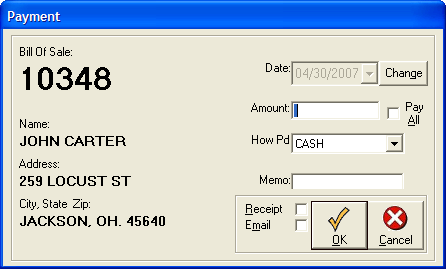 Payment
Bill Of Sale:
10348
Date: 04/30/2007 Change
Amount: Pay All
Name:
JOHN CARTER
How Pd CASH
Address:
259 LOCUST ST
Memo:
City, State Zip:
JACKSON, OH. 45640
Receipt
Email
OK
Cancel